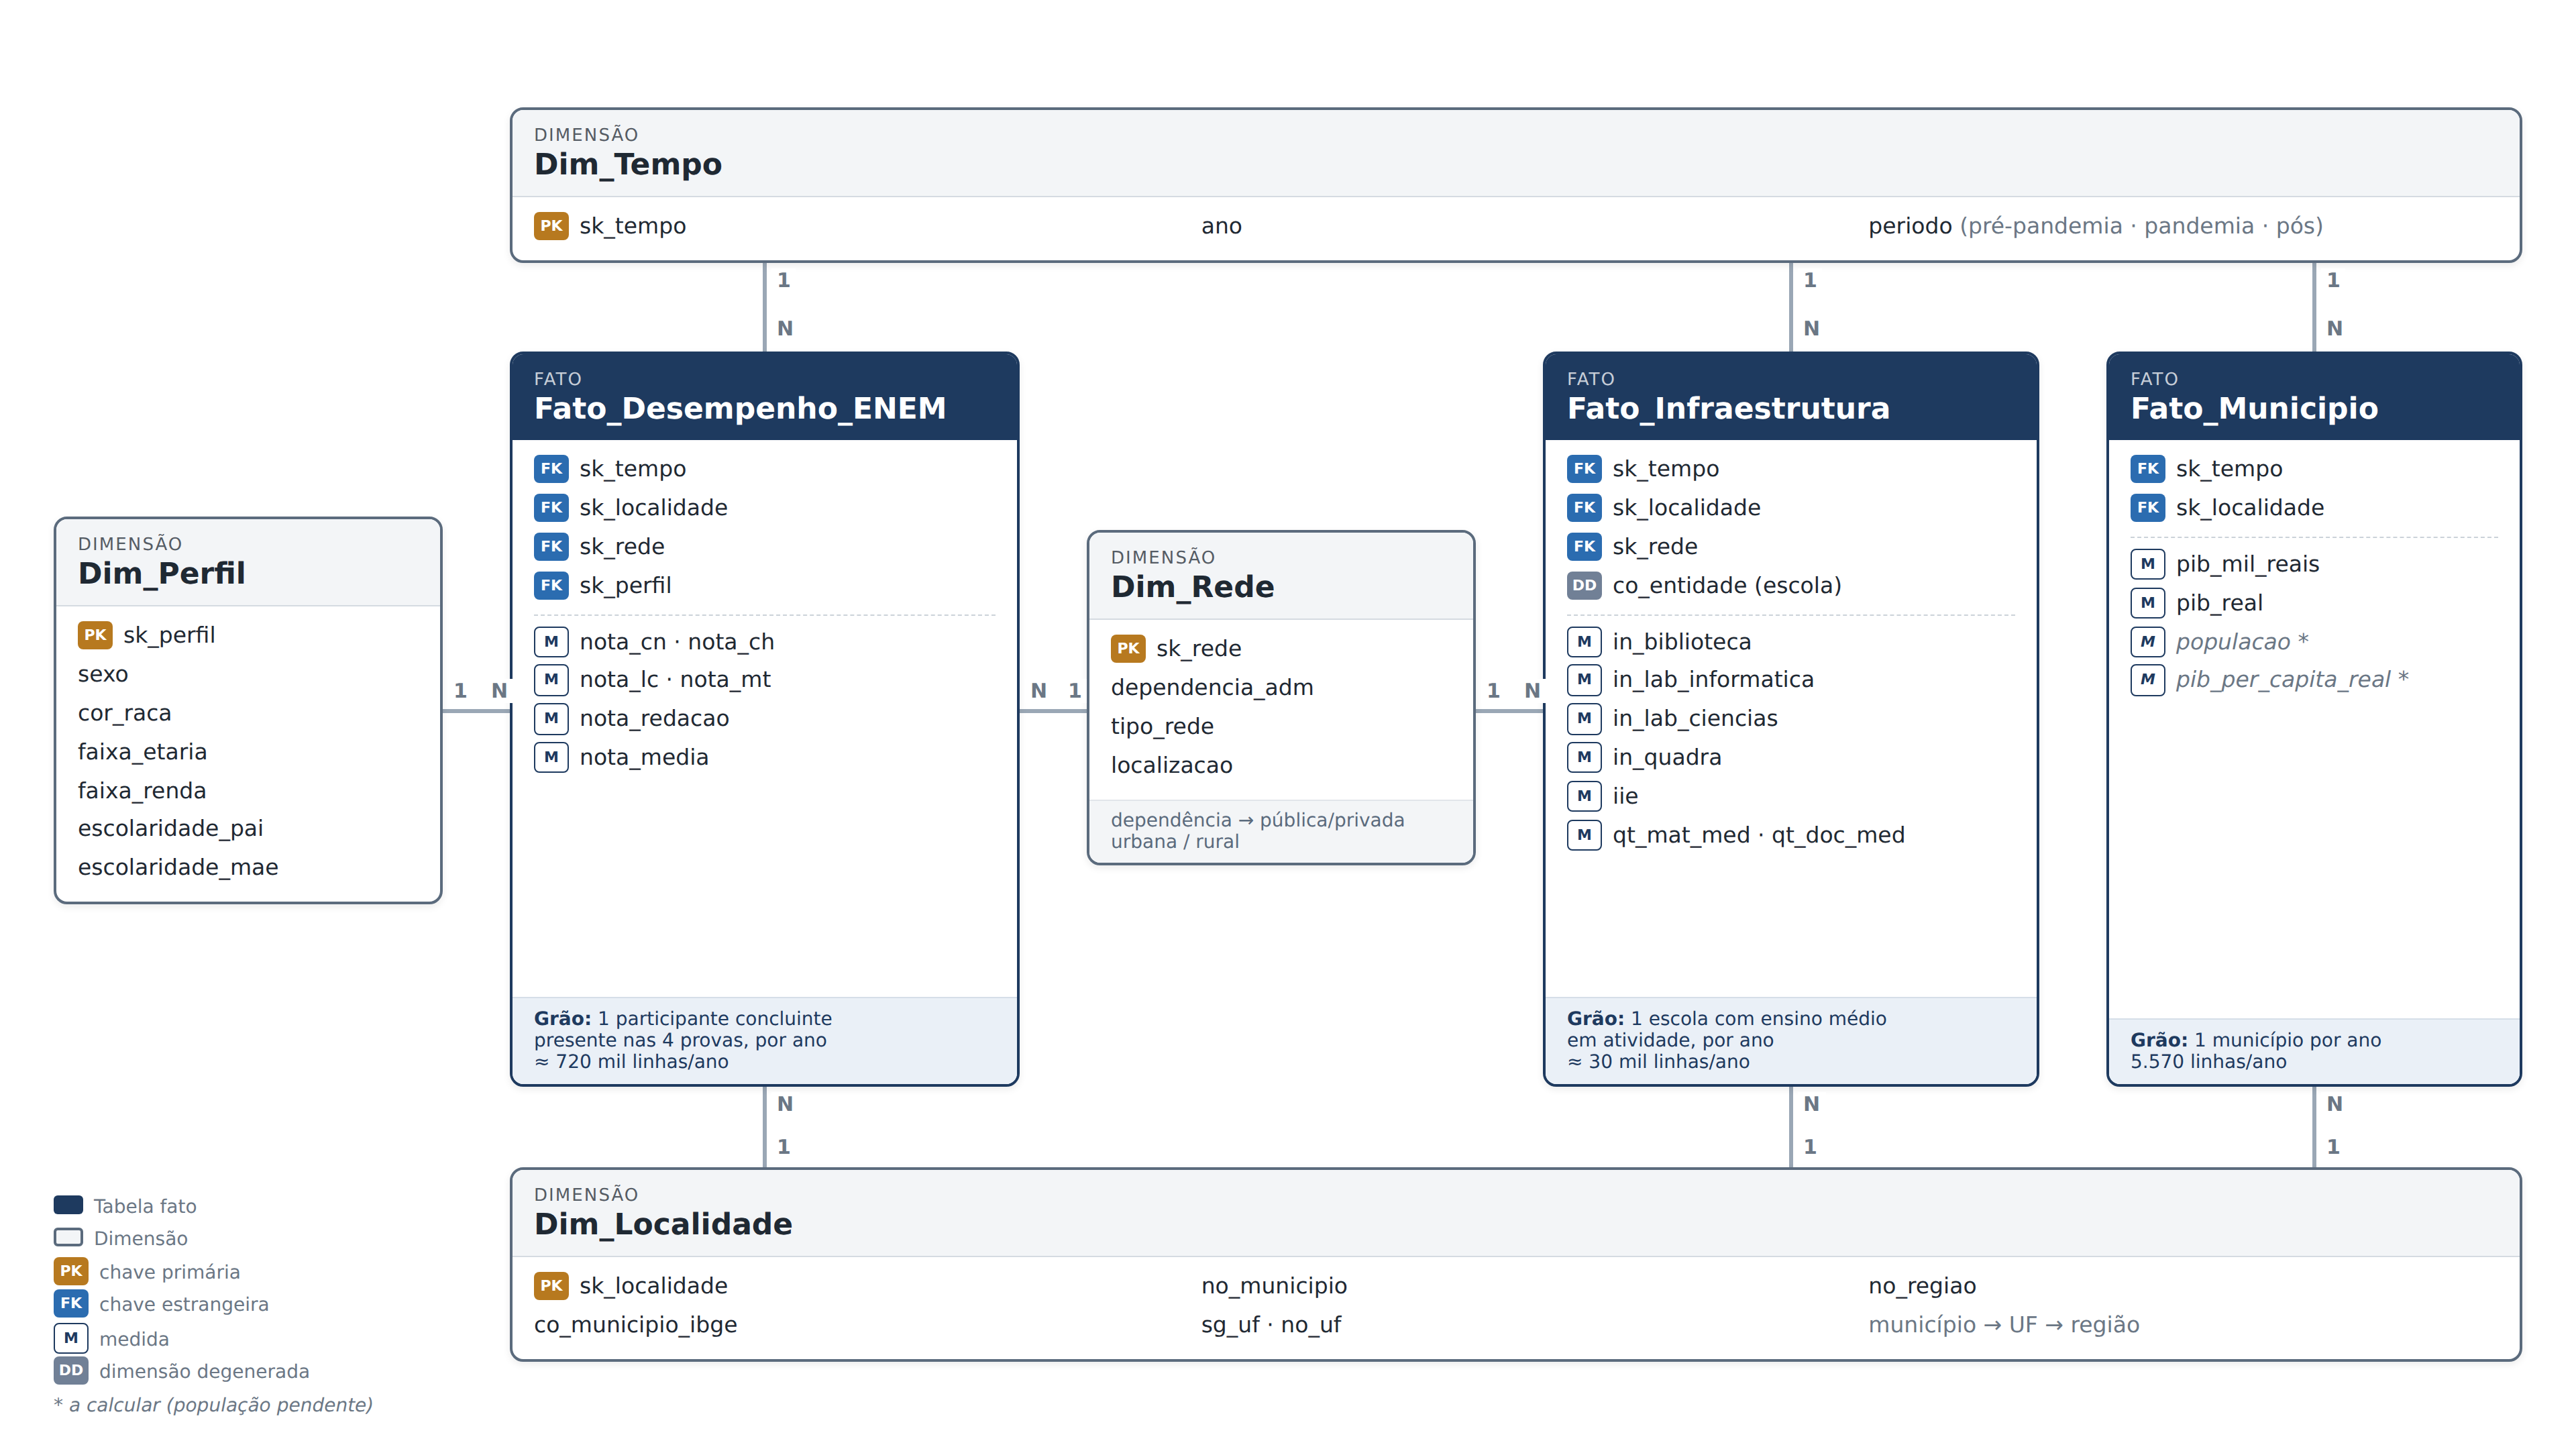 DIMENSÃO
Dim_Tempo
PK sk_tempo
ano
periodo (pré-pandemia · pandemia · pós)
1
N
1
N
1
N
FATO
Fato_Desempenho_ENEM
FK sk_tempo
FK sk_localidade
FK sk_rede
FK sk_perfil
M nota_cn · nota_ch
M nota_lc · nota_mt
M nota_redacao
M nota_media
Grão: 1 participante concluinte
presente nas 4 provas, por ano
≈ 720 mil linhas/ano
FATO
Fato_Infraestrutura
FK sk_tempo
FK sk_localidade
FK sk_rede
DD co_entidade (escola)
M in_biblioteca
M in_lab_informatica
M in_lab_ciencias
M in_quadra
M iie
M qt_mat_med · qt_doc_med
Grão: 1 escola com ensino médio
em atividade, por ano
≈ 30 mil linhas/ano
FATO
Fato_Municipio
FK sk_tempo
FK sk_localidade
M pib_mil_reais
M pib_real
M populacao *
M pib_per_capita_real *
Grão: 1 município por ano
5.570 linhas/ano
DIMENSÃO
Dim_Perfil
PK sk_perfil
sexo
cor_raca
faixa_etaria
faixa_renda
escolaridade_pai
escolaridade_mae
1 N
DIMENSÃO
Dim_Rede
PK sk_rede
dependencia_adm
tipo_rede
localizacao
dependência → pública/privada
urbana / rural
N 1
1 N
N
1
N
1
N
1
DIMENSÃO
Dim_Localidade
PK sk_localidade
no_municipio
no_regiao
co_municipio_ibge
sg_uf · no_uf
município → UF → região
Tabela fato
Dimensão
PK chave primária
FK chave estrangeira
M medida
DD dimensão degenerada
* a calcular (população pendente)